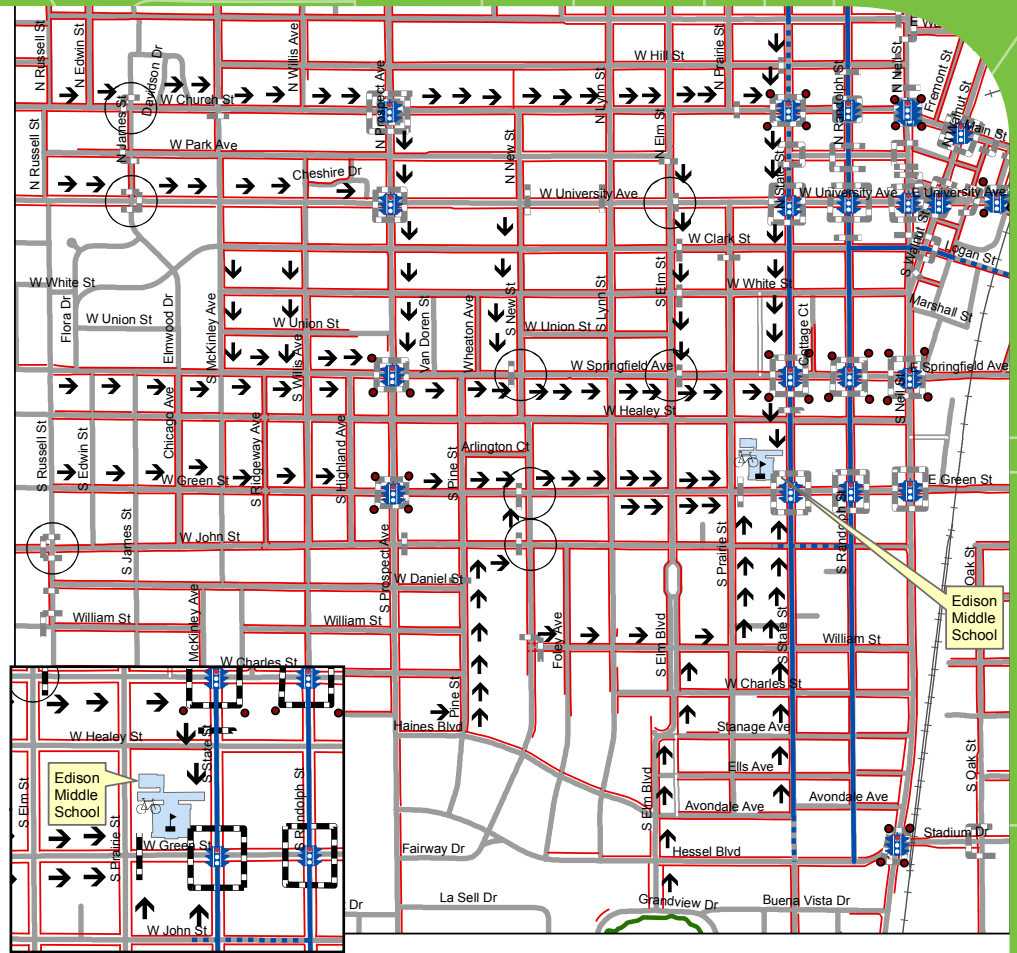 N Russell St
N Edwin St
Davidson Dr
N Willis Ave
W Hill St
N Prairie St
N Neil St
Fremont St
N James St
W Church St
N Prospect Ave
N Lynn St
N Randolph St
N Walnut St
Main St
N Russell St
W Park Ave
N New St
N Elm St
Cheshire Dr
W University Ave
N State St
W University Ave
E University Ave
W Clark St
S Walnut St
Logan St
W White St
Flora Dr
Elmwood Dr
S McKinley Ave
W White St
Marshall St
W Union St
W Union St
Van Doren St
Wheaton Ave
S New St
W Union St
S Lynn St
S Elm St
Cottage Ct
S Willis Ave
W Springfield Ave
E Springfield Ave
S Neil St
W Healey St
S Russell St
S Edwin St
Chicago Ave
S Ridgeway Ave
S Highland Ave
Arlington Ct
S Pine St
W Green St
E Green St
S James St
W John St
S Prospect Ave
S Prairie St
S Randolph St
Oak St
W Daniel St
Edison
Middle
School
William St
McKinley Ave
William St
Foley Ave
S Elm Blvd
S State St
William St
W Charles St
W Charles St
Pine St
Haines Blvd
Stanage Ave
Ells Ave
S Oak St
S Elm Blvd
Avondale Ave
Avondale Ave
Fairway Dr
Hessel Blvd
Stadium Dr
La Sell Dr
Grandview Dr
Buena Vista Dr
W Healey St
S State St
Edison
Middle
School
S Elm St
S Prairie St
W Green St
S Randolph St
W John St